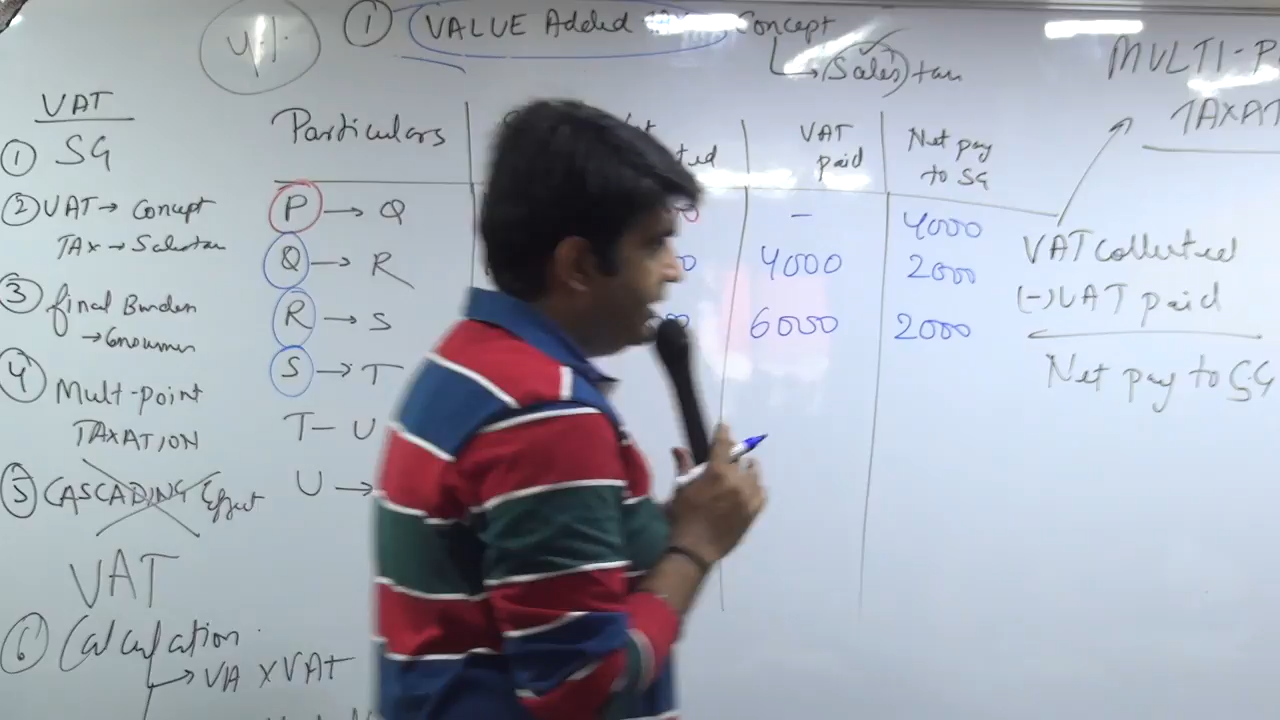 4%
① VALUE Added Concept
(Sales) tax
MULTI-P
TAXAT
VAT
① SG
② VAT → Concept
TAX → Sales tax
③ final Burden
→ Consumer
④ Mult-point
TAXATION
⑤ CASCADING Effect
VAT
⑥ Calculation
→ VA X VAT
Particulars
VAT paid
Net pay to SG
P → Q
–
4000
Q → R
4000
2000
R → S
6000
2000
S → T
T – U
U →
VAT collected
(-) VAT paid
Net pay to SG